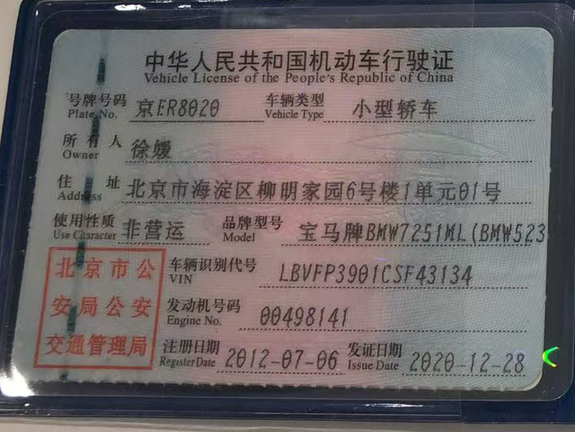 中华人民共和国机动车行驶证
Vehicle License of the People's Republic of China
号牌号码 京ER8020 车辆类型 小型轿车
Plate No. Vehicle Type
所有人 徐媛
Owner
住址 北京市海淀区柳明家园6号楼1单元01号
Address
使用性质 非营运 品牌型号 宝马牌BMW7251ML(BMW523
Use Character Model
北京市公
安局公安
交通管理局
车辆识别代号 LBVFP3901CSF43134
VIN
发动机号码 00498141
Engine No.
注册日期 2012-07-06 发证日期 2020-12-28
Register Date Issue Date